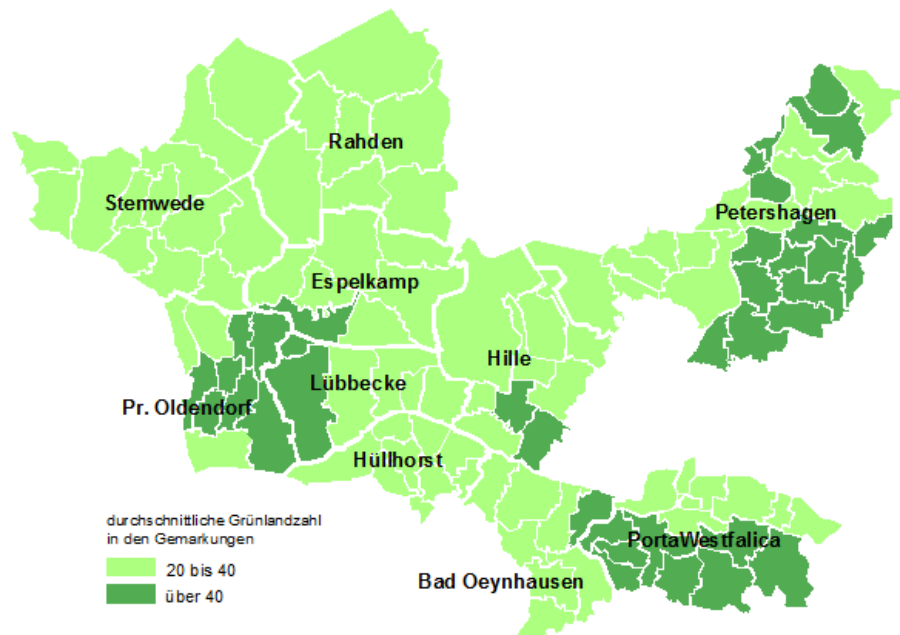 Rahden
Stemwede
Petershagen
Espelkamp
Hille
Lübbecke
Pr. Oldendorf
Hüllhorst
durchschnittliche Grünlandzahl
in den Gemarkungen
20 bis 40
über 40
PortaWestfalica
Bad Oeynhausen